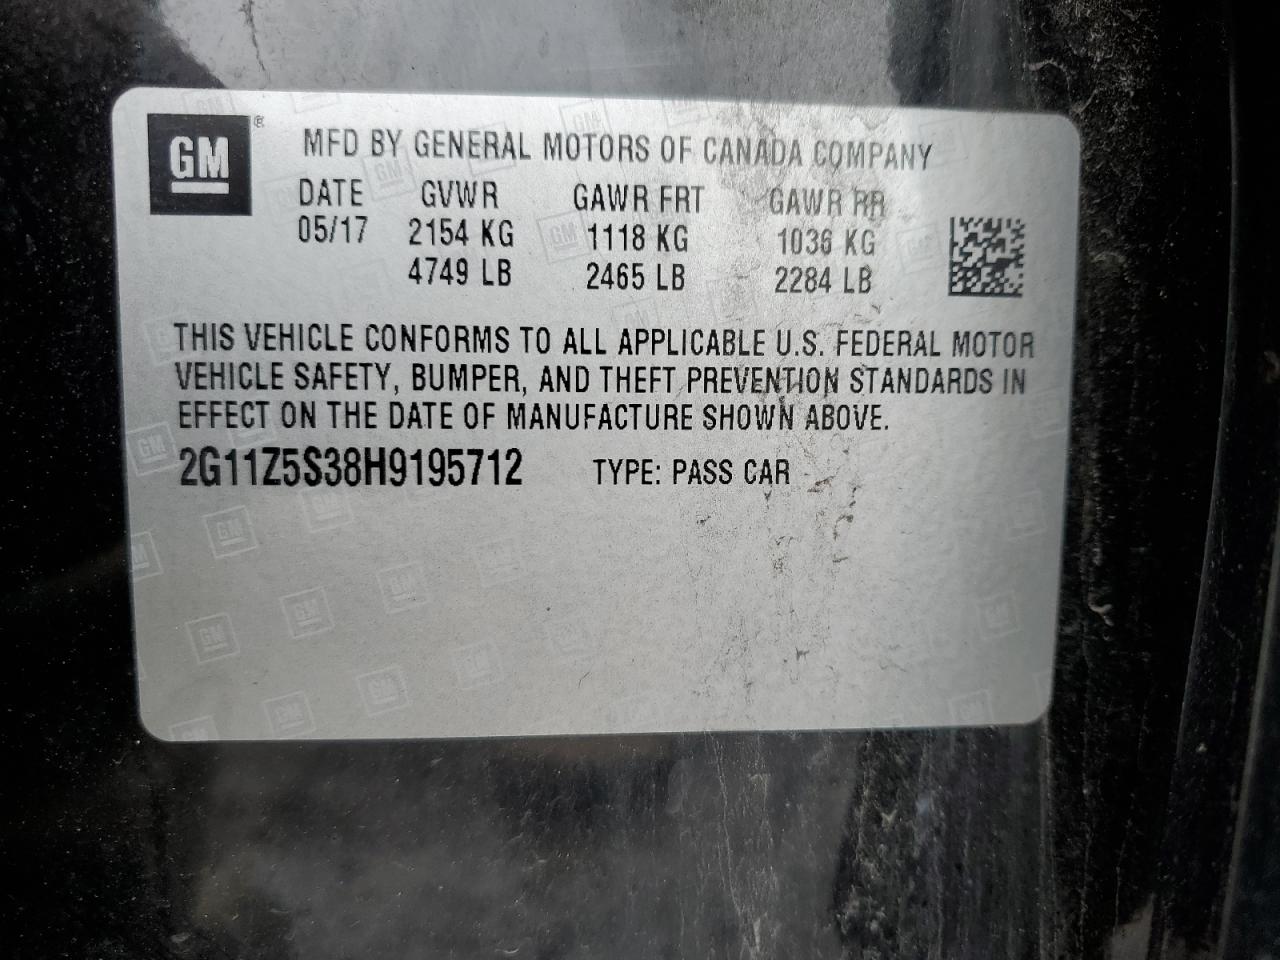 GM ®
MFD BY GENERAL MOTORS OF CANADA COMPANY
DATE GVWR GAWR FRT GAWR RR
05/17 2154 KG 1118 KG 1036 KG
4749 LB 2465 LB 2284 LB
THIS VEHICLE CONFORMS TO ALL APPLICABLE U.S. FEDERAL MOTOR
VEHICLE SAFETY, BUMPER, AND THEFT PREVENTION STANDARDS IN
EFFECT ON THE DATE OF MANUFACTURE SHOWN ABOVE.
2G11Z5S38H9195712 TYPE: PASS CAR